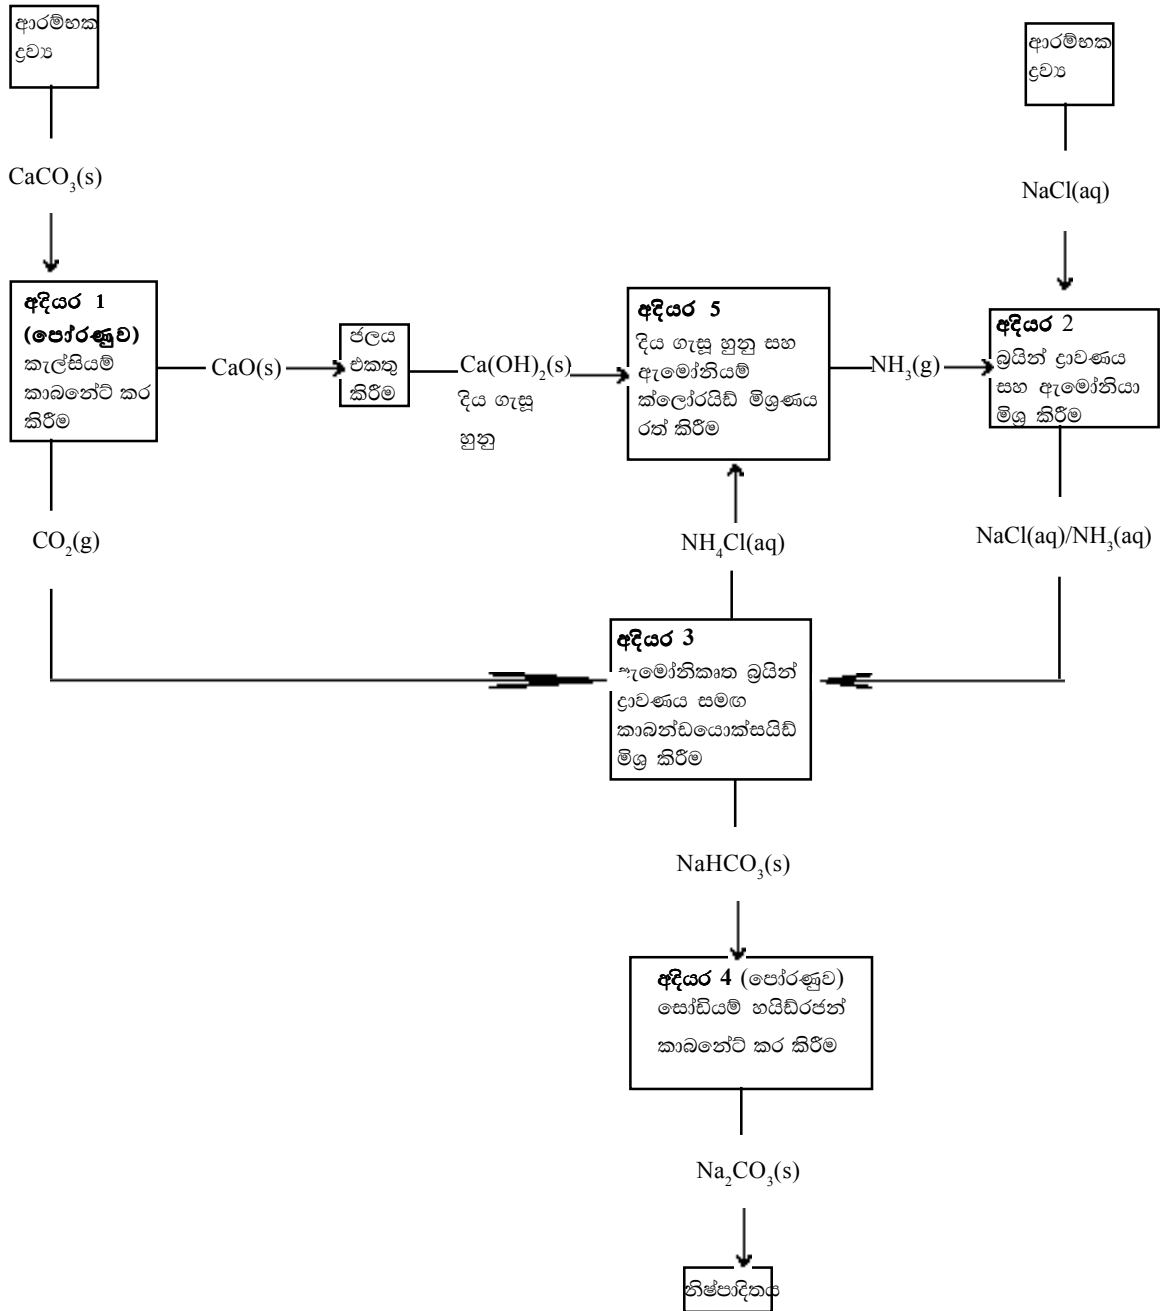 ආරම්භක
ද්‍රව්‍ය
ආරම්භක
ද්‍රව්‍ය
CaCO₃(s)
NaCl(aq)
අදියර 1
(පෝරණුව)
කැල්සියම්
කාබනේට් කර
කිරීම
CaO(s)
ජලය
එකතු
කිරීම
Ca(OH)₂(s)
දිය ගැසූ
හුනු
අදියර 5
දිය ගැසූ හුනු සහ
ඇමෝනියම්
ක්ලෝරයිඩ් මිශ්‍රණය
රත් කිරීම
NH₃(g)
අදියර 2
බ්‍රයින් ද්‍රාවණය
සහ ඇමෝනියා
මිශ්‍ර කිරීම
CO₂(g)
NH₄Cl(aq)
NaCl(aq)/NH₃(aq)
අදියර 3
ඇමෝනිකෘත බ්‍රයින්
ද්‍රාවණය සමඟ
කාබන්ඩයොක්සයිඩ්
මිශ්‍ර කිරීම
NaHCO₃(s)
අදියර 4 (පෝරණුව)
සෝඩියම් හයිඩ්රජන්
කාබනේට් කර කිරීම
Na₂CO₃(s)
නිෂ්පාදිතය